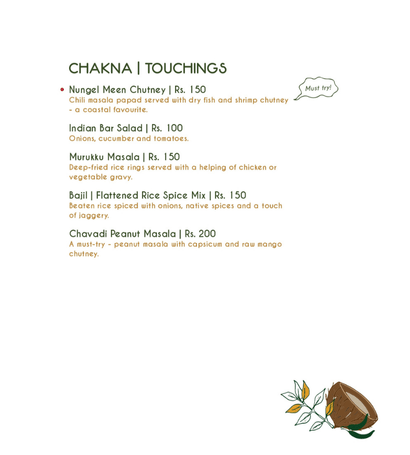 CHAKNA | TOUCHINGS
Nungel Meen Chutney | Rs. 150
Must try!
Chili masala papad served with dry fish and shrimp chutney
- a coastal favourite.
Indian Bar Salad | Rs. 100
Onions, cucumber and tomatoes.
Murukku Masala | Rs. 150
Deep-fried rice rings served with a helping of chicken or
vegetable gravy.
Bajil | Flattened Rice Spice Mix | Rs. 150
Beaten rice spiced with onions, native spices and a touch
of jaggery.
Chavadi Peanut Masala | Rs. 200
A must-try - peanut masala with capsicum and raw mango
chutney.